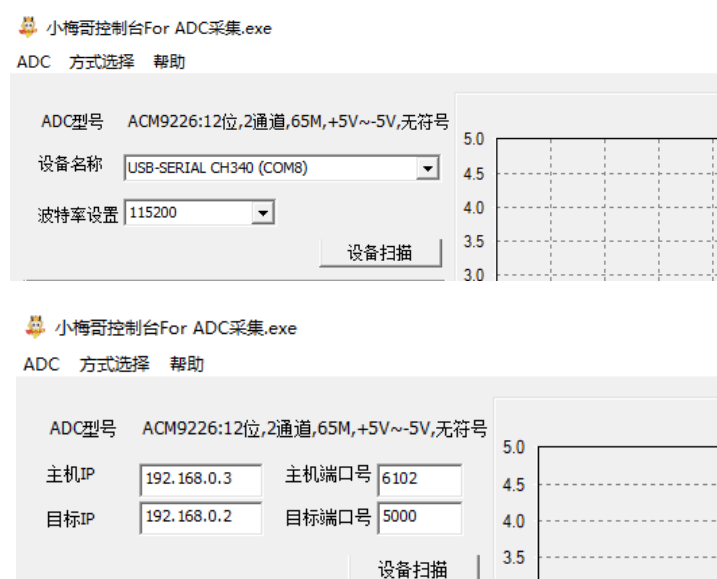 小梅哥控制台For ADC采集.exe
ADC 方式选择 帮助
ADC型号 ACM9226:12位,2通道,65M,+5V~-5V,无符号
5.0
设备名称 USB-SERIAL CH340 (COM8)
4.5
波特率设置 115200
4.0
3.5
设备扫描
3.0
小梅哥控制台For ADC采集.exe
ADC 方式选择 帮助
ADC型号 ACM9226:12位,2通道,65M,+5V~-5V,无符号
5.0
主机IP 192.168.0.3 主机端口号 6102
4.5
目标IP 192.168.0.2 目标端口号 5000
4.0
3.5
设备扫描